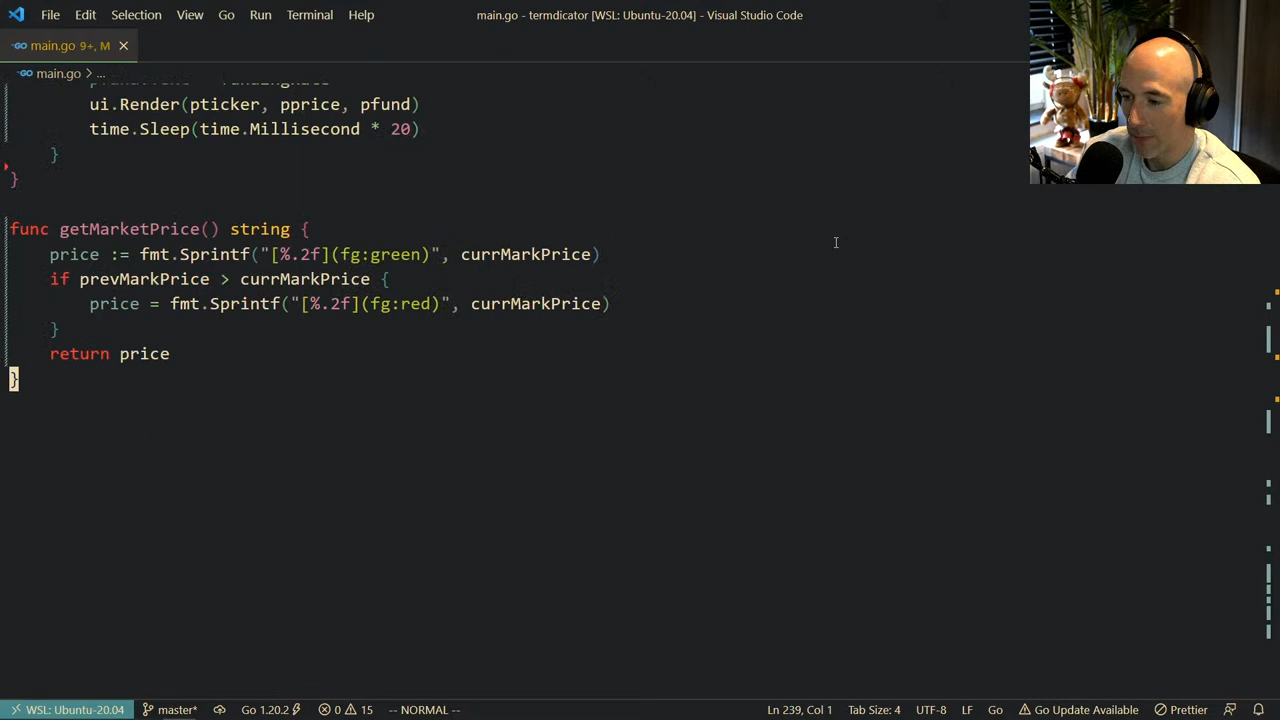 File Edit Selection View Go Run Terminal Help main.go - termdicator [WSL: Ubuntu-20.04] - Visual Studio Code
main.go 9+, M
main.go > ...
ui.Render(pticker, pprice, pfund)
time.Sleep(time.Millisecond * 20)
}
}
func getMarketPrice() string {
price := fmt.Sprintf("[%.2f](fg:green)", currMarkPrice)
if prevMarkPrice > currMarkPrice {
price = fmt.Sprintf("[%.2f](fg:red)", currMarkPrice)
}
return price
}
WSL: Ubuntu-20.04 master* Go 1.20.2 0 15 -- NORMAL -- Ln 239, Col 1 Tab Size: 4 UTF-8 LF Go Go Update Available Prettier